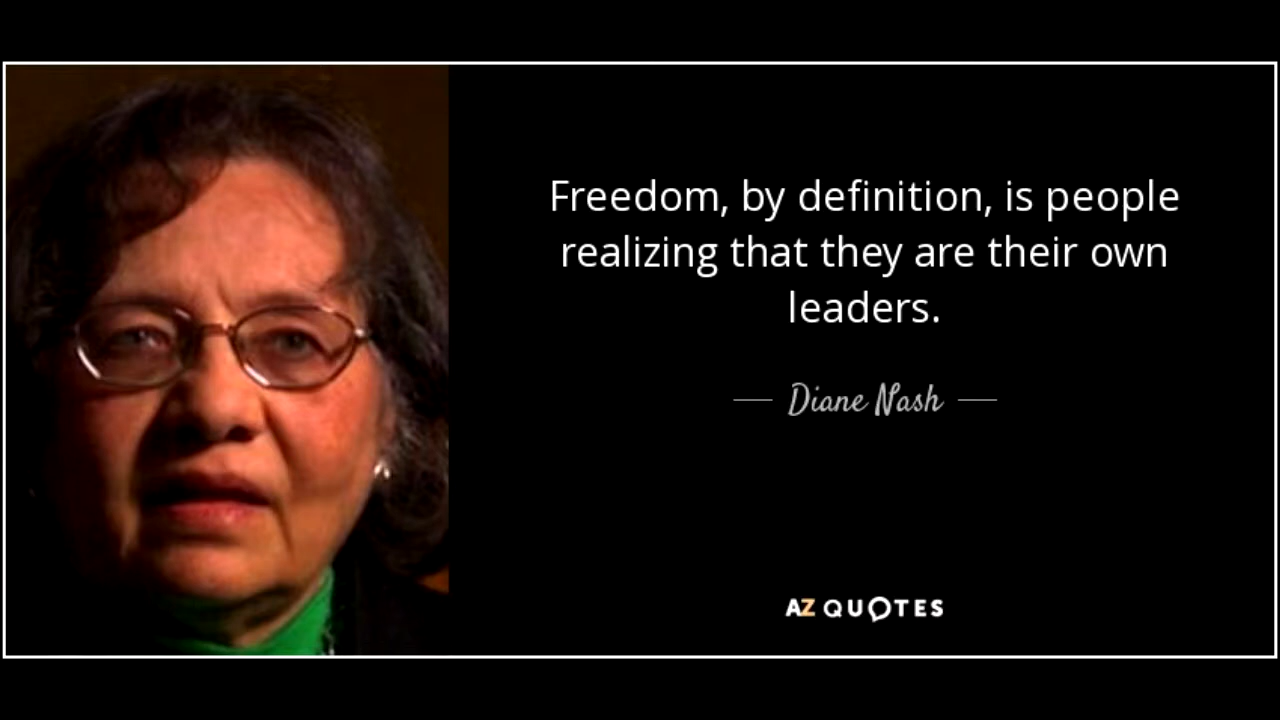 Freedom, by definition, is people
realizing that they are their own
leaders.
Diane Nash
AZ QUOTES